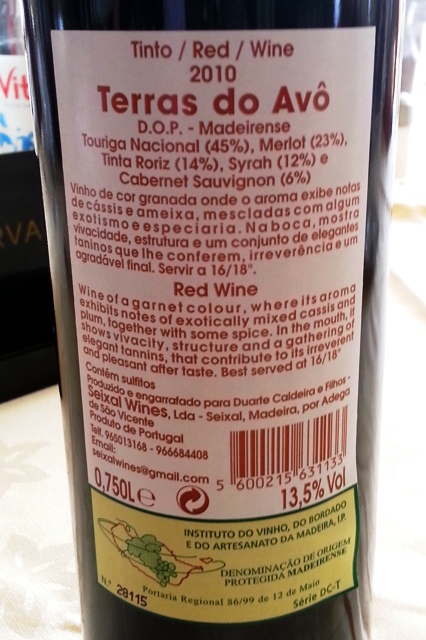 Vit
RVA
Tinto / Red / Wine
2010
Terras do Avô
D.O.P. - Madeirense
Touriga Nacional (45%), Merlot (23%),
Tinta Roriz (14%), Syrah (12%) e
Cabernet Sauvignon (6%)
Vinho de cor granada onde o aroma exibe notas
de cássis e ameixa, mescladas com algum
exotismo e especiaria. Na boca, mostra
vivacidade, estrutura e um conjunto de elegantes
taninos que lhe conferem, irreverência e um
agradável final. Servir a 16/18°.
Red Wine
Wine of a garnet colour, where its aroma
exhibits notes of exotically mixed cassis and
plum, together with some spice. In the mouth, it
shows vivacity, structure and a gathering of
elegant tannins, that contribute to its irreverent
and pleasent after taste. Best served at 16/18°
Contém sulfitos
Produzido e engarrafado para Duarte Caldeira e Filhos -
Seixal Wines, Lda - Seixal, Madeira, por Adega
de São Vicente
Produto de Portugal
Telf. 965013168 - 966684408
Email:
seixalwines@gmail.com
0,750L e
5 600215 631133
13,5% Vol
INSTITUTO DO VINHO, DO BORDADO
E DO ARTESANATO DA MADEIRA, I.P.
DENOMINAÇÃO DE ORIGEM
PROTEGIDA MADEIRENSE
N.º 28115
Portaria Regional 86/99 de 12 de Maio
Série DC-T